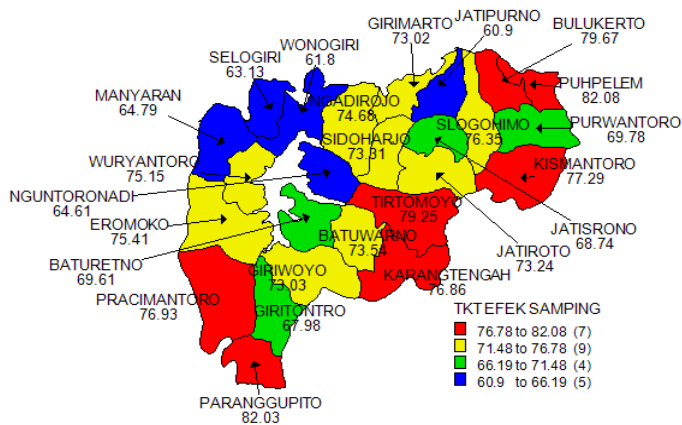 GIRIMARTO
73.02
JATIPURNO
60.9
BULUKERTO
79.67
WONOGIRI
61.8
SELOGIRI
63.13
PUHPELEM
82.08
MANYARAN
64.79
NGADIROJO
74.68
SLOGOHIMO
76.35
PURWANTORO
69.78
SIDOHARJO
73.31
WURYANTORO
75.15
KISMANTORO
77.29
NGUNTORONADI
64.61
TIRTOMOYO
79.25
EROMOKO
75.41
JATISRONO
68.74
BATUWARNO
73.54
BATURETNO
69.61
JATIROTO
73.24
GIRIWOYO
73.03
KARANGTENGAH
76.86
PRACIMANTORO
76.93
GIRITONTRO
67.98
PARANGGUPITO
82.03
TKT EFEK SAMPING
76.78 to 82.08 (7)
71.48 to 76.78 (9)
66.19 to 71.48 (4)
60.9 to 66.19 (5)